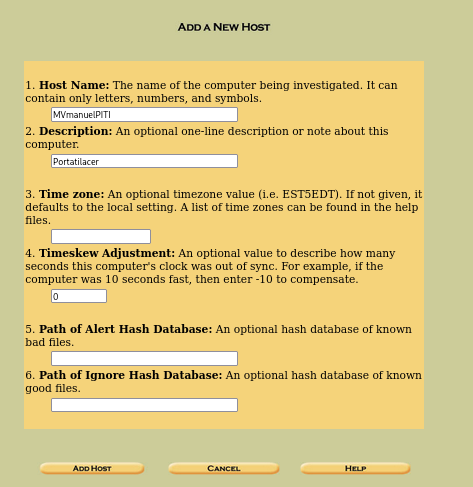 ADD A NEW HOST
1. Host Name: The name of the computer being investigated. It can
contain only letters, numbers, and symbols.
MVmanuelPITI
2. Description: An optional one-line description or note about this
computer.
Portatilacer
3. Time zone: An optional timezone value (i.e. EST5EDT). If not given, it
defaults to the local setting. A list of time zones can be found in the help
files.
4. Timeskew Adjustment: An optional value to describe how many
seconds this computer's clock was out of sync. For example, if the
computer was 10 seconds fast, then enter -10 to compensate.
0
5. Path of Alert Hash Database: An optional hash database of known
bad files.
6. Path of Ignore Hash Database: An optional hash database of known
good files.
ADD HOST CANCEL HELP